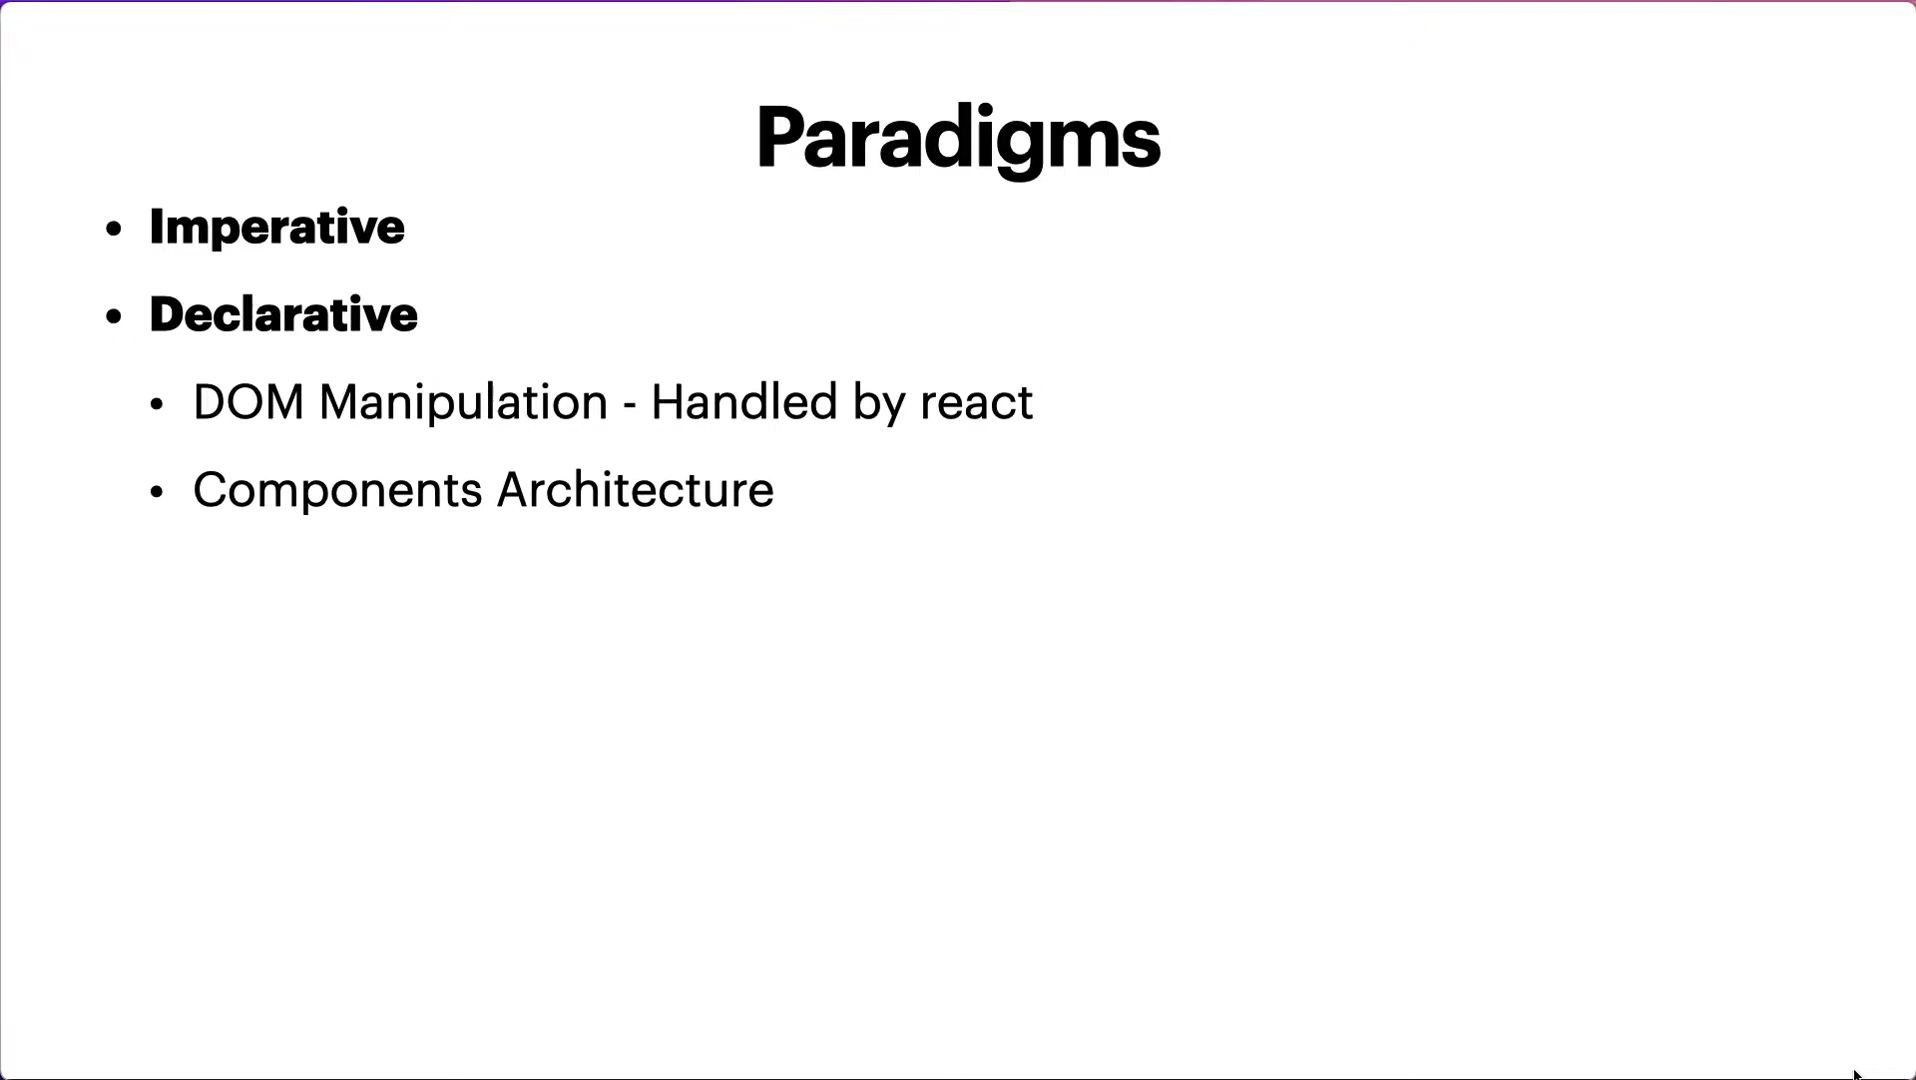 Paradigms
• Imperative
• Declarative
• DOM Manipulation - Handled by react
• Components Architecture